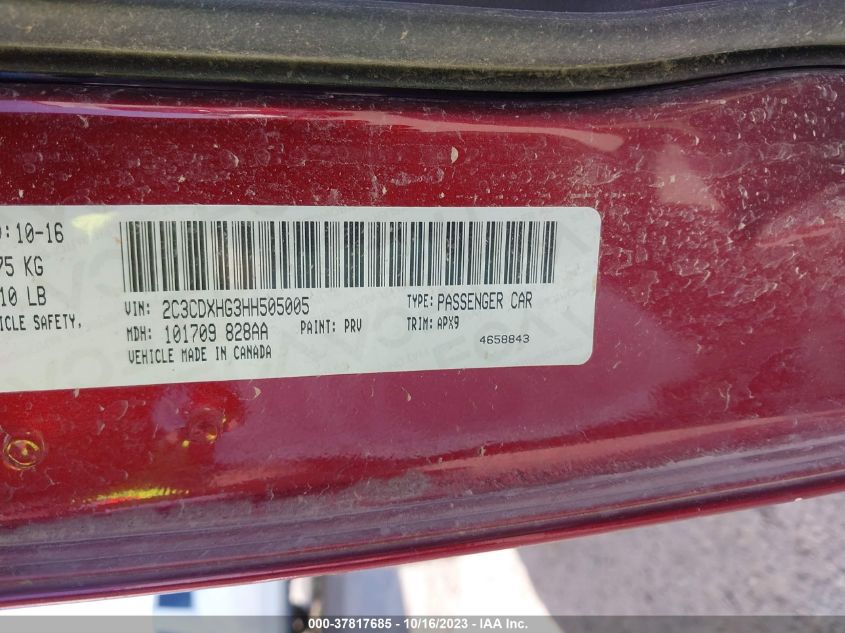 : 10-16
75 KG
10 LB
ICLE SAFETY,
VIN: 2C3CDXHG3HH505005
TYPE: PASSENGER CAR
MDH: 101709 828AA
PAINT: PRV
TRIM: APX9
VEHICLE MADE IN CANADA
4658843
000-37817685 - 10/16/2023 - IAA Inc.